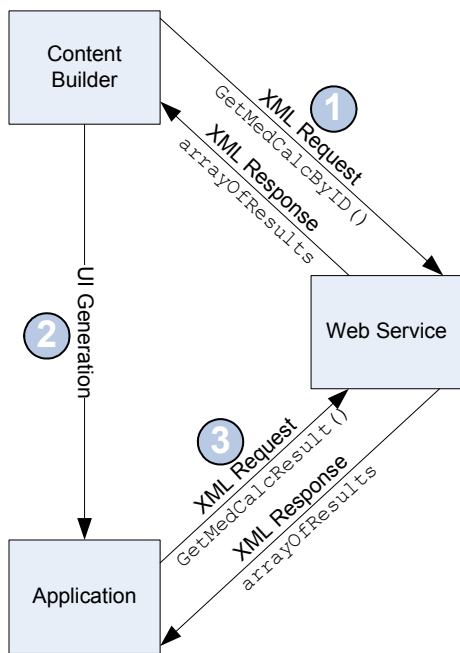 Content
Builder
1
XML Request
GetMedCalcByID()
XML Response
arrayOfResults
UI Generation
2
Web Service
3
XML Request
GetMedCalcResult()
XML Response
arrayOfResults
Application